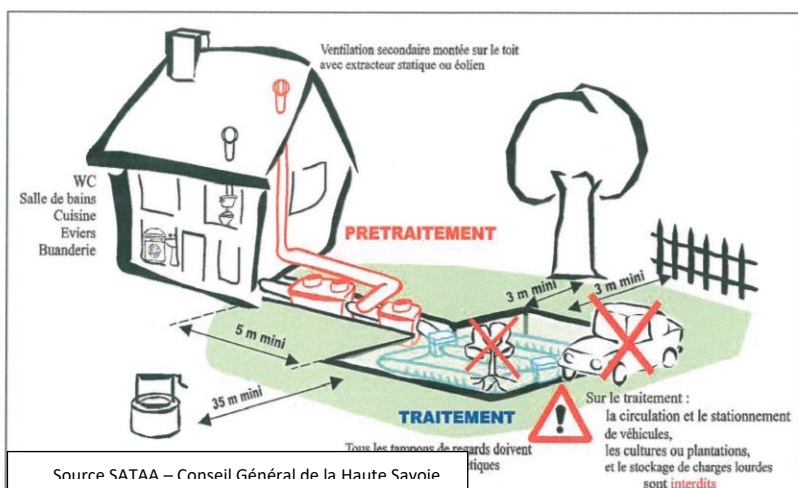 Ventilation secondaire montée sur le toit
avec extracteur statique ou éolien
WC
Salle de bains
Cuisine
Eviers
Buanderie
PRETRAITEMENT
3 m mini
3 m mini
5 m mini
35 m mini
TRAITEMENT
Tous les tampons de regards doivent
Sur le traitement :
la circulation et le stationnement
de véhicules,
les cultures ou plantations,
et le stockage de charges lourdes
sont interdits
Source SATAA – Conseil Général de la Haute Savoie